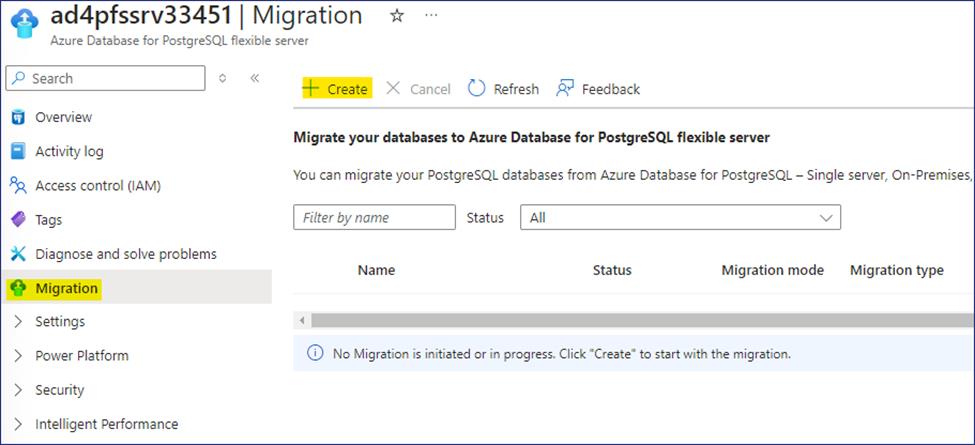 ad4pfssrv33451 | Migration
Azure Database for PostgreSQL flexible server
Search
Overview
Activity log
Access control (IAM)
Tags
Diagnose and solve problems
Migration
Settings
Power Platform
Security
Intelligent Performance
Create Cancel Refresh Feedback
Migrate your databases to Azure Database for PostgreSQL flexible server
You can migrate your PostgreSQL databases from Azure Database for PostgreSQL – Single server, On-Premises,
Filter by name Status All
Name Status Migration mode Migration type
No Migration is initiated or in progress. Click "Create" to start with the migration.